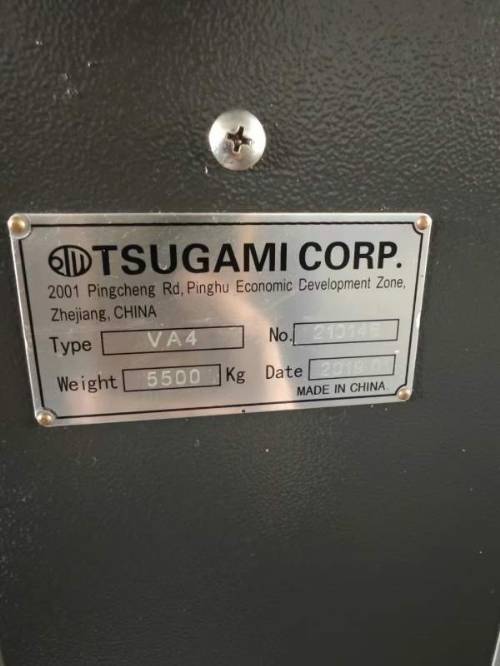 TSUGAMI CORP.
2001 Pingcheng Rd, Pinghu Economic Development Zone,
Zhejiang, CHINA
Type VA4 No.
Weight 5500 Kg Date
MADE IN CHINA